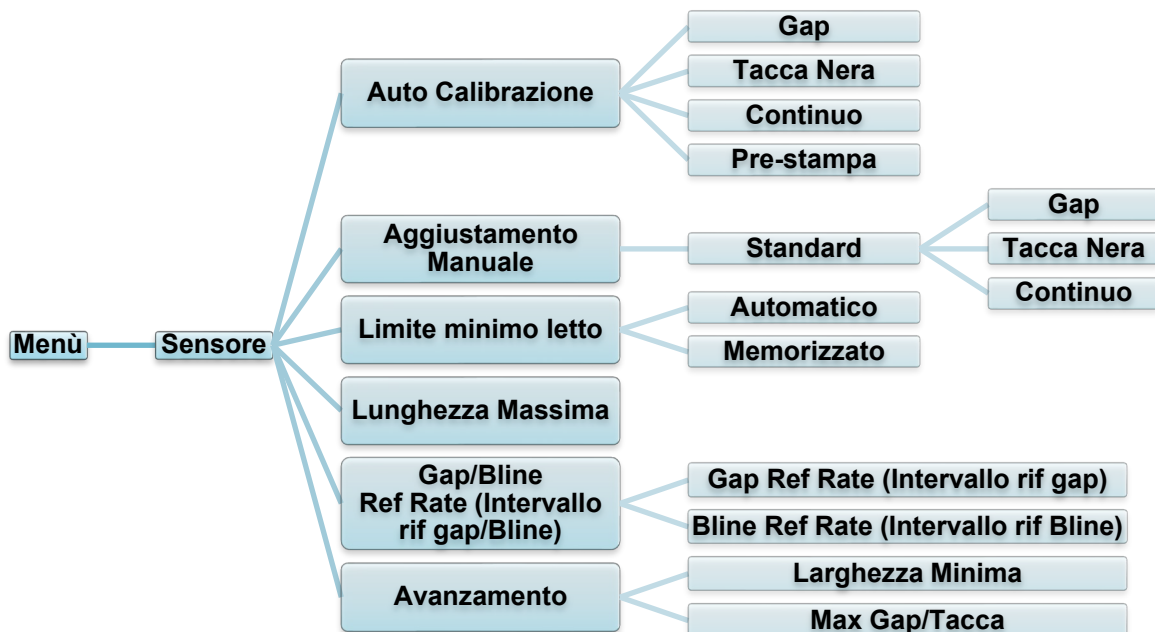 Menù
Sensore
Auto Calibrazione
Gap
Tacca Nera
Continuo
Pre-stampa
Aggiustamento
Manuale
Standard
Gap
Tacca Nera
Continuo
Limite minimo letto
Automatico
Memorizzato
Lunghezza Massima
Gap/Bline
Ref Rate (Intervallo
rif gap/Bline)
Gap Ref Rate (Intervallo rif gap)
Bline Ref Rate (Intervallo rif Bline)
Avanzamento
Larghezza Minima
Max Gap/Tacca